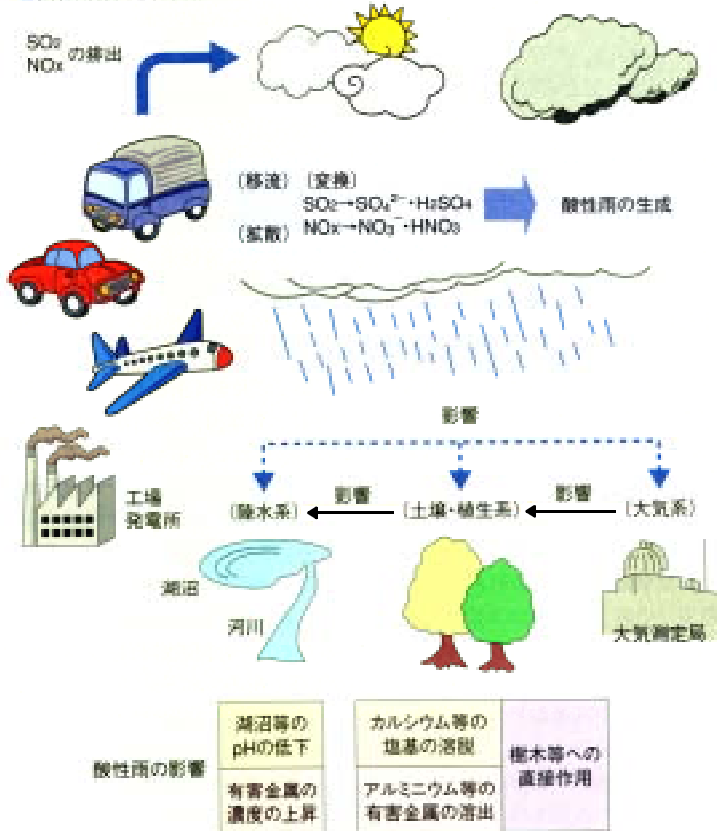 SO₂
NOx
の排出
(移流) (変換)
SO₂→SO₄²⁻・H₂SO₄
(拡散) NOx→NO₃⁻・HNO₃
酸性雨の生成
影響
工場
発電所
(陸水系)
影響
(土壌・植生系)
影響
(大気系)
湖沼
河川
大気測定局
酸性雨の影響
湖沼等の
pHの低下
有害金属の
濃度の上昇
カルシウム等の
塩基の溶脱
アルミニウム等の
有害金属の溶出
樹木等への
直接作用